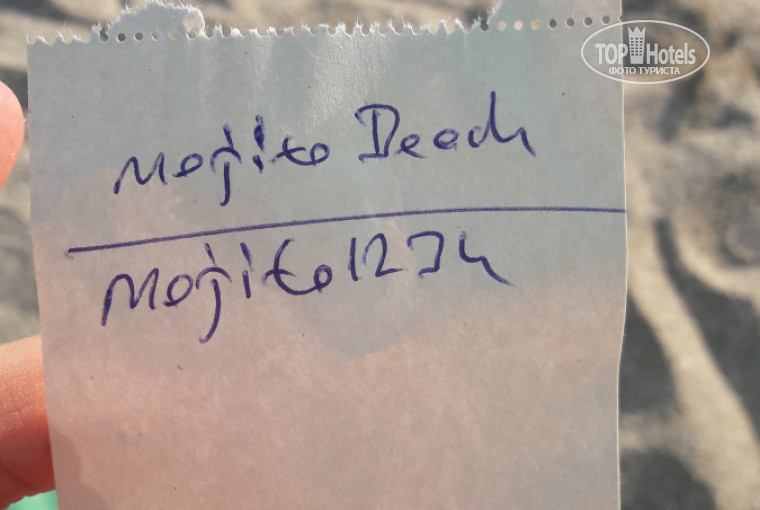 TOP Hotels
ФОТО ТУРИСТА
Mojito Beach
Mojito1234